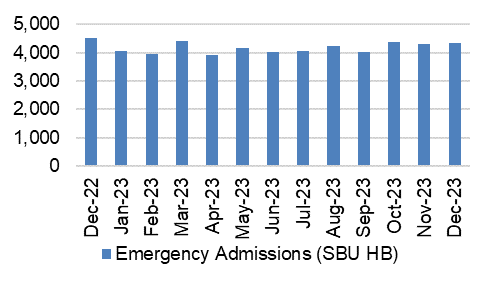 5,000
4,000
3,000
2,000
1,000
0
Dec-22
Jan-23
Feb-23
Mar-23
Apr-23
May-23
Jun-23
Jul-23
Aug-23
Sep-23
Oct-23
Nov-23
Dec-23
Emergency Admissions (SBU HB)